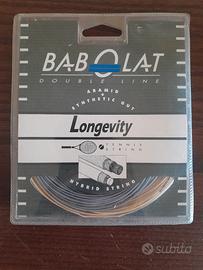 BABOLAT
DOUBLE LINE
ARAMID
+
SYNTHETIC GUT
Longevity
TENNIS
STRING
HYBRID STRING
subito